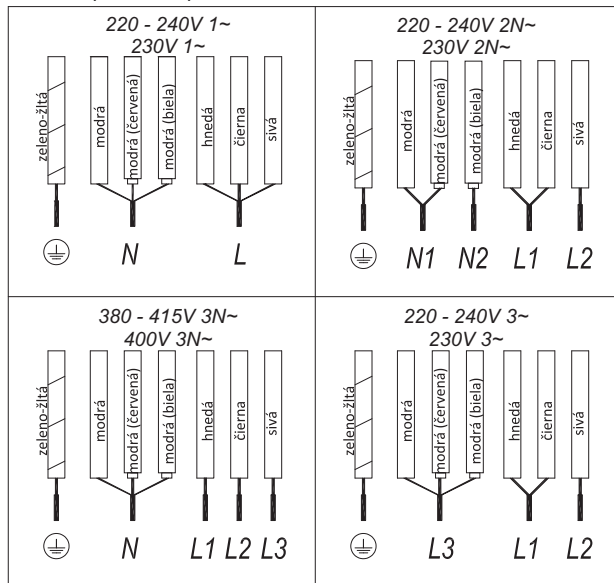 220 - 240V 1~
230V 1~
zeleno-žltá
modrá
modrá (červená)
modrá (biela)
hnedá
čierna
sivá
N
L
220 - 240V 2N~
230V 2N~
zeleno-žltá
modrá
modrá (červená)
modrá (biela)
hnedá
čierna
sivá
N1 N2 L1 L2
380 - 415V 3N~
400V 3N~
zeleno-žltá
modrá
modrá (červená)
modrá (biela)
hnedá
čierna
sivá
N L1 L2 L3
220 - 240V 3~
230V 3~
zeleno-žltá
modrá
modrá (červená)
modrá (biela)
hnedá
čierna
sivá
L3 L1 L2